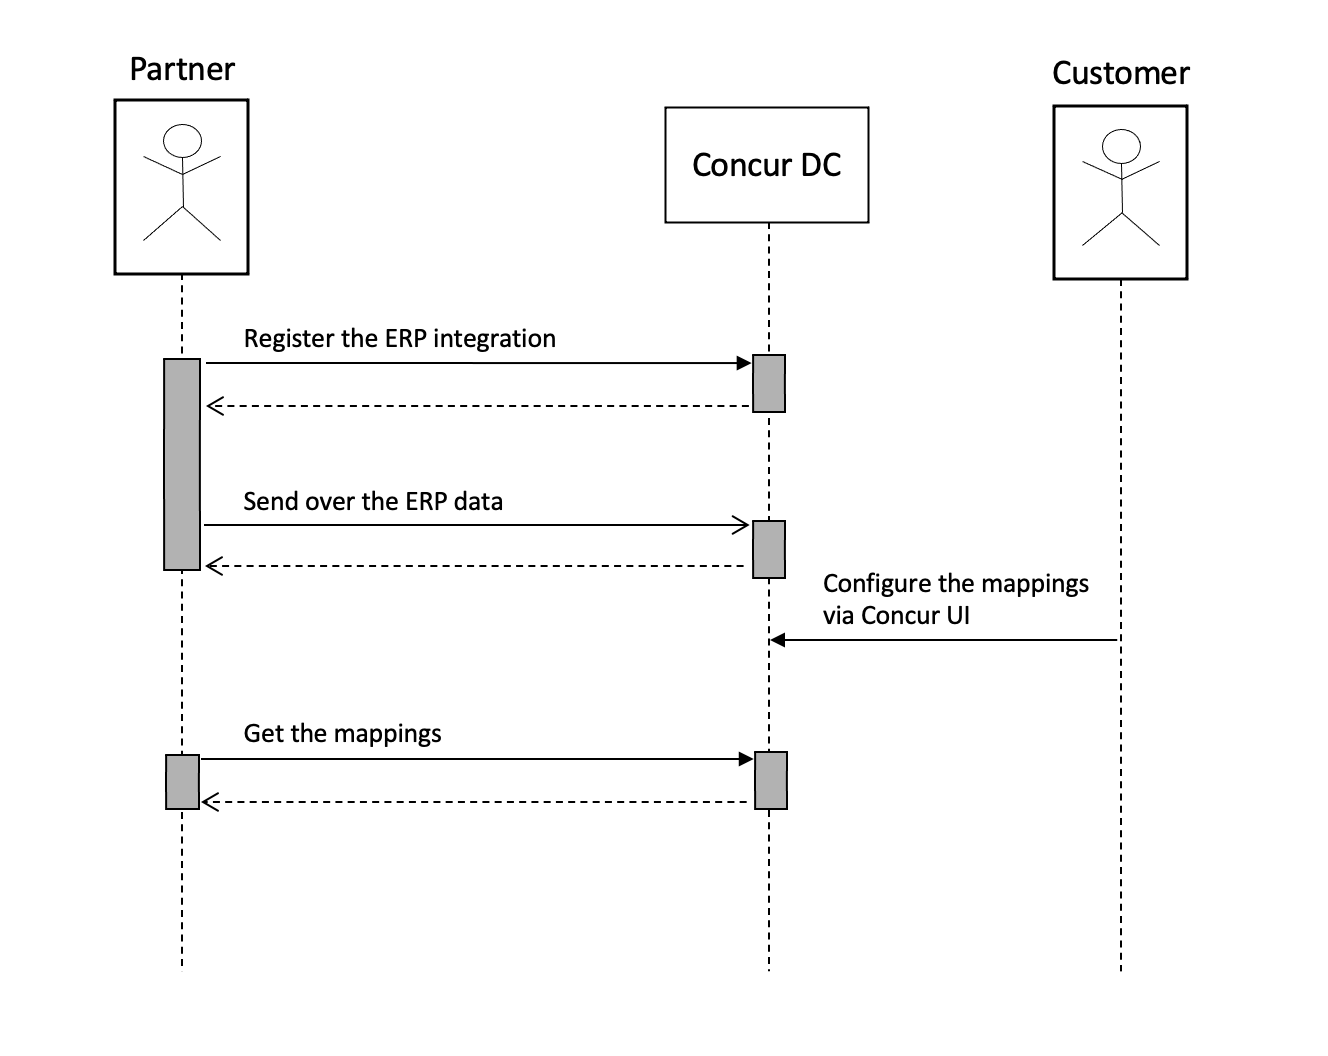 Partner
Customer
Concur DC
Register the ERP integration
Send over the ERP data
Configure the mappings
via Concur UI
Get the mappings